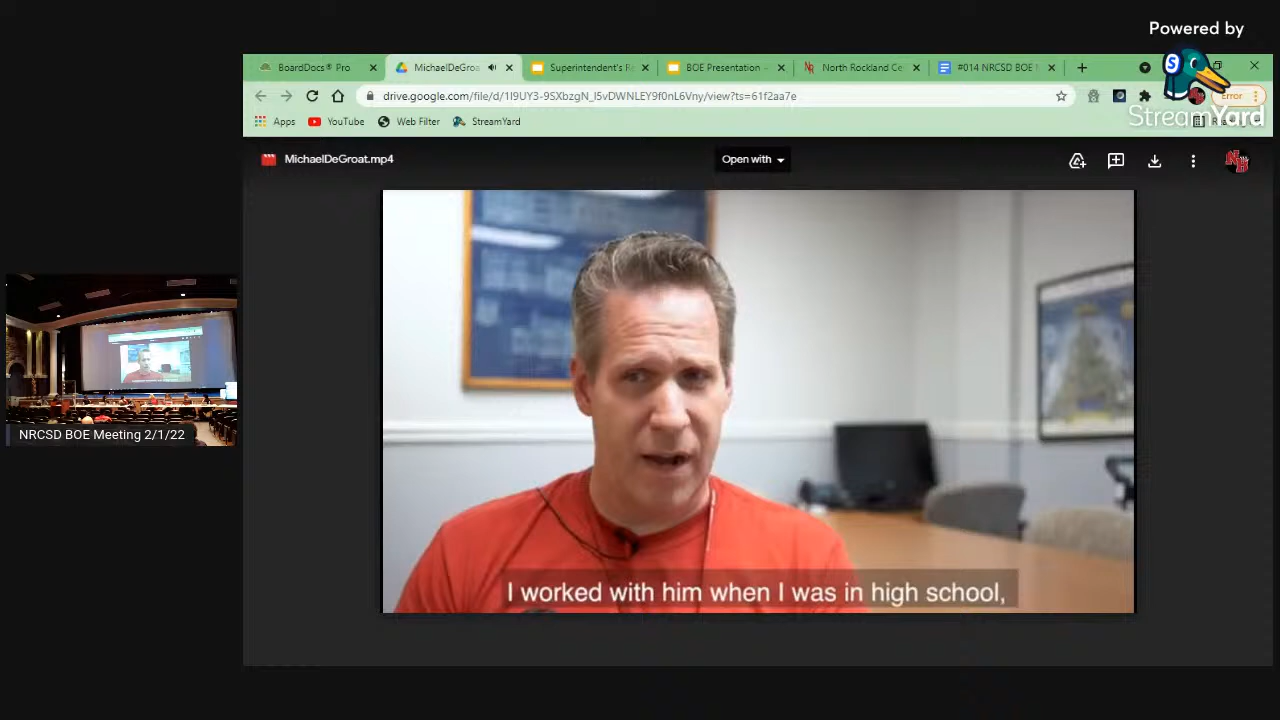 Powered by
StreamYard
BoardDocs® Pro
MichaelDeGroa
Superintendent's R
BOE Presentation -
North Rockland Ce
#014 NRCSD BOE
drive.google.com/file/d/1I9UY3-9SXbzgN_I5vDWNLEY9f0nL6Vny/view?ts=61f2aa7e
Error
Apps
YouTube
Web Filter
StreamYard
MichaelDeGroat.mp4
Open with
NRCSD BOE Meeting 2/1/22
I worked with him when I was in high school,